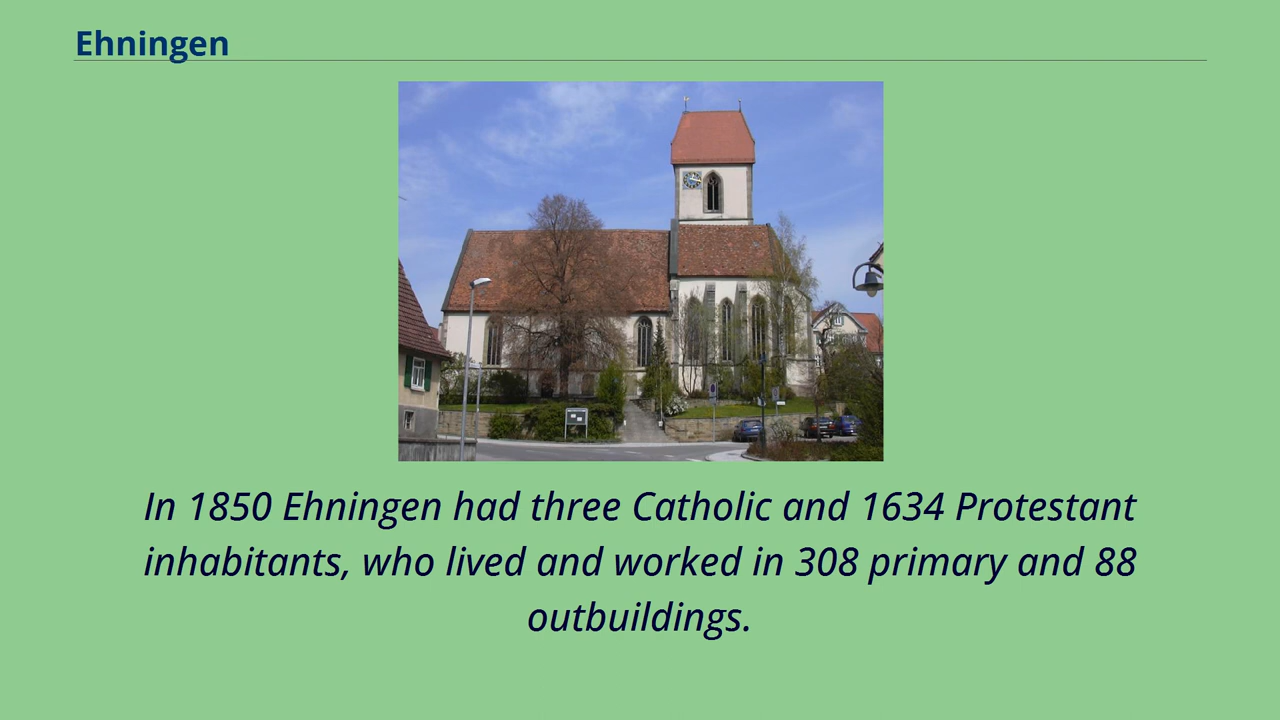 Ehningen
In 1850 Ehningen had three Catholic and 1634 Protestant
inhabitants, who lived and worked in 308 primary and 88
outbuildings.